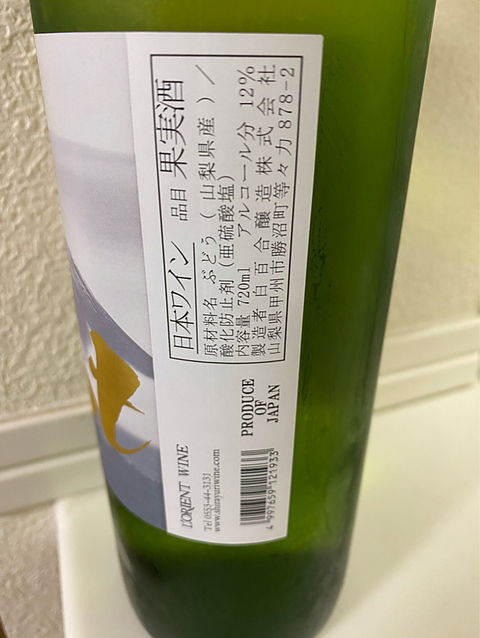 日本ワイン 品目 果実酒
原材料名 ぶどう(山梨県産)/
酸化防止剤(亜硫酸塩)
内容量 720ml アルコール分 12%
製造者 白百合醸造株式会社
山梨県甲州市勝沼町等々力878-2
PRODUCE
OF
JAPAN
L'ORIENT WINE
Tel 0553-44-3131
www.shirayuriwine.com
4 997659 121933